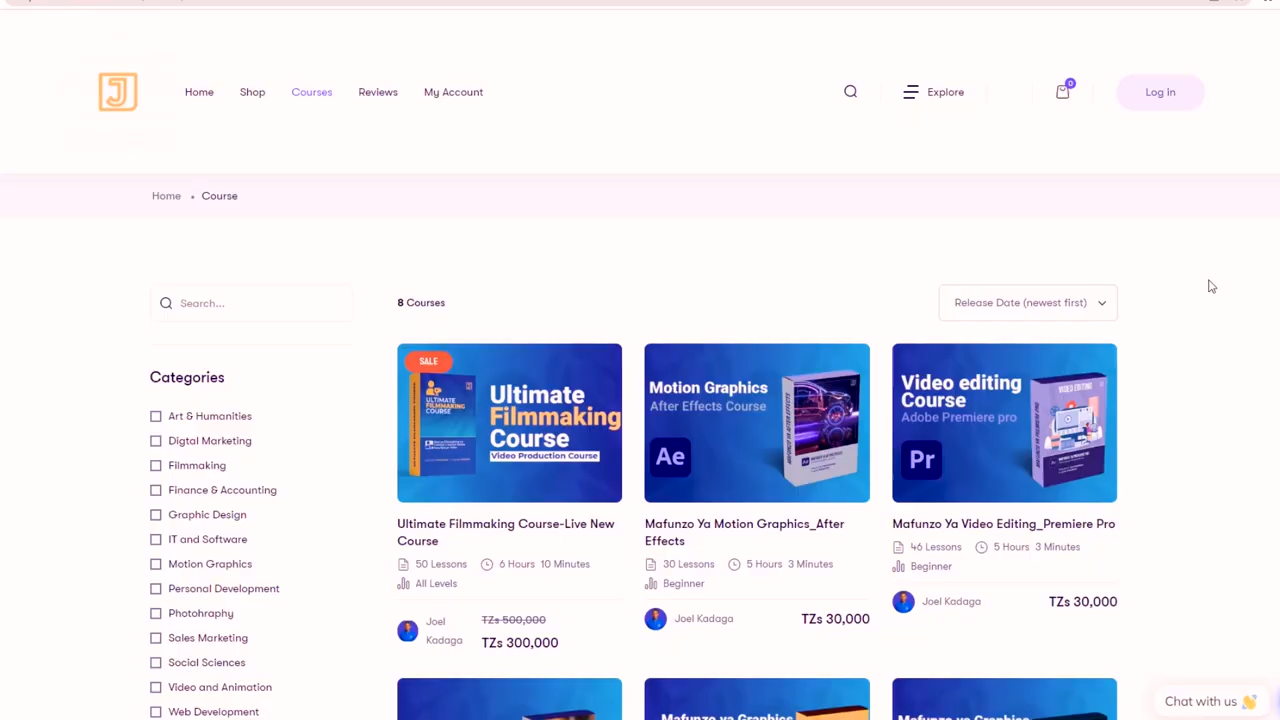 J
Home Shop Courses Reviews My Account
Explore
0
Log in
Home • Course
Search...
8 Courses
Release Date (newest first)
Categories
Art & Humanities
Digtal Marketing
Filmmaking
Finance & Accounting
Graphic Design
IT and Software
Motion Graphics
Personal Development
Photohraphy
Sales Marketing
Social Sciences
Video and Animation
Web Development
SALE
ULTIMATE
FILMMAKING
COURSE
Ultimate
Filmmaking
Course
Video Production Course
Ultimate Filmmaking Course-Live New
Course
50 Lessons 6 Hours 10 Minutes
All Levels
Joel
Kadaga
TZs 500,000
TZs 300,000
Motion Graphics
After Effects Course
Ae
Mafunzo Ya Motion Graphics_After
Effects
30 Lessons 5 Hours 3 Minutes
Beginner
Joel Kadaga
TZs 30,000
Video editing
Course
Adobe Premiere pro
Pr
VIDEO EDITING
Mafunzo Ya Video Editing_Premiere Pro
46 Lessons 5 Hours 3 Minutes
Beginner
Joel Kadaga
TZs 30,000
Chat with us 👋